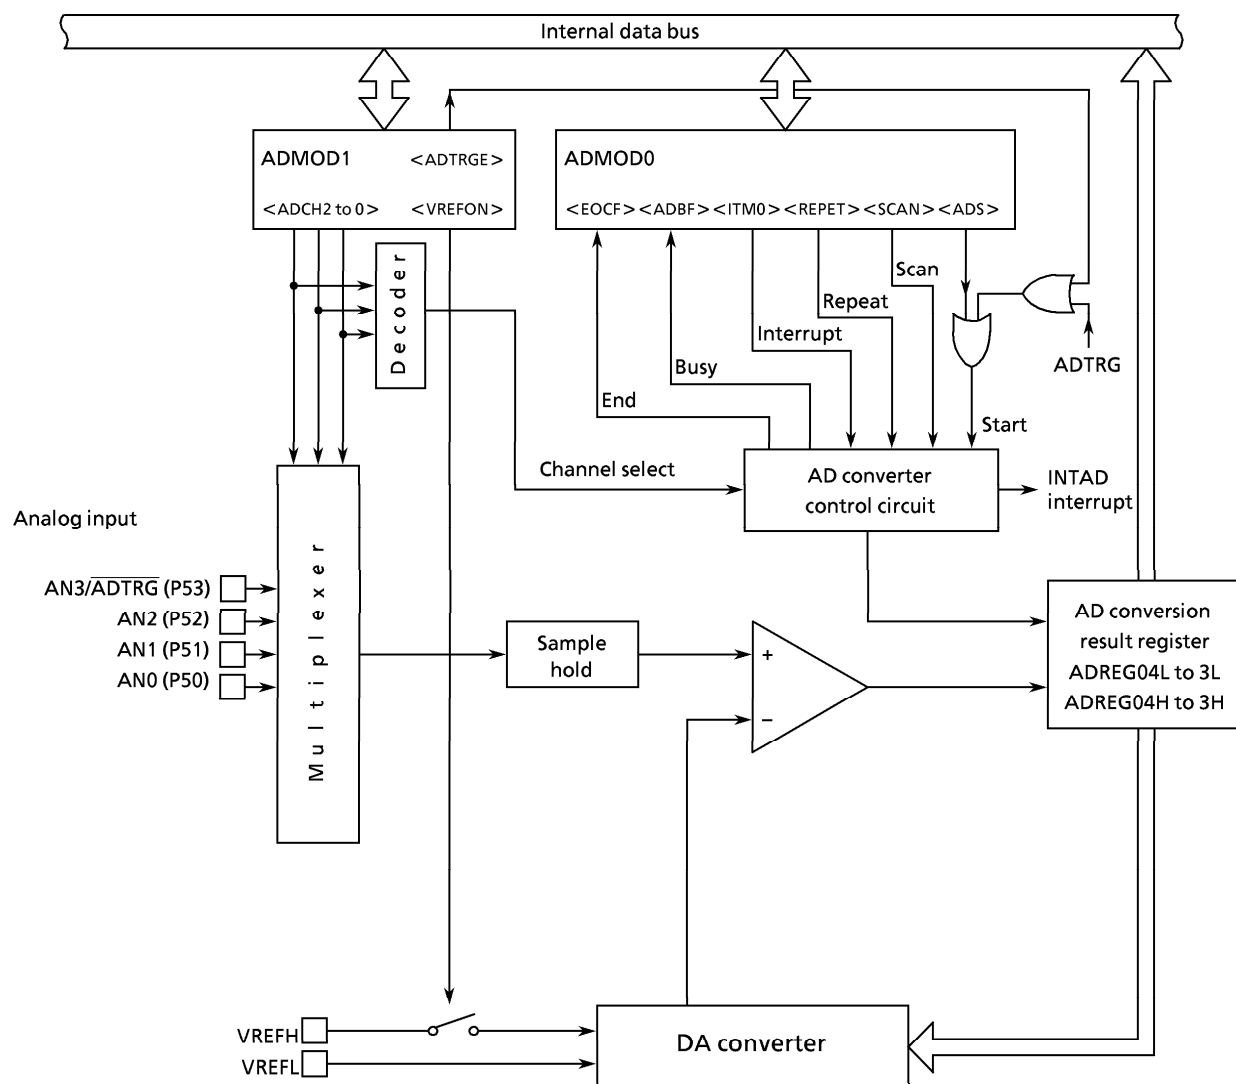 Internal data bus
ADMOD1
<ADTRGE>
<ADCH2 to 0>
<VREFON>
ADMOD0
<EOCF>
<ADBF>
<ITM0>
<REPET>
<SCAN>
<ADS>
Decoder
Scan
Repeat
Interrupt
Busy
End
ADTRG
Start
Channel select
AD converter
control circuit
INTAD
interrupt
Analog input
AN3/ADTRG (P53)
AN2 (P52)
AN1 (P51)
AN0 (P50)
Multiplexer
Sample
hold
+
−
AD conversion
result register
ADREG04L to 3L
ADREG04H to 3H
VREFH
VREFL
DA converter